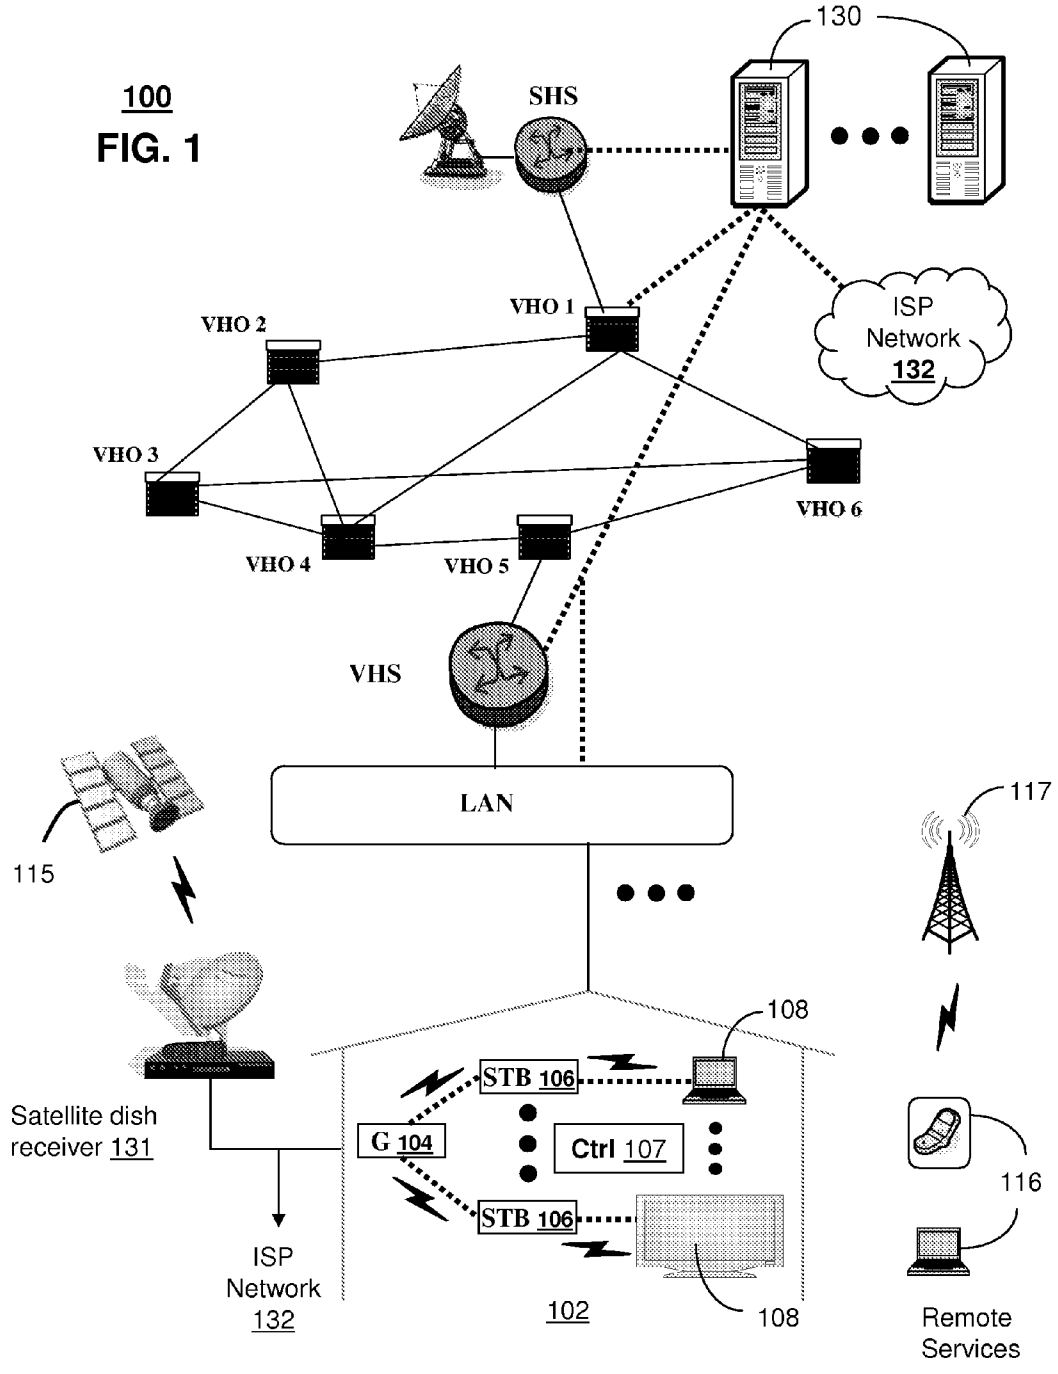 130
100
FIG. 1
SHS
ISP
Network
132
VHO 1
VHO 2
VHO 3
VHO 6
VHO 4
VHO 5
VHS
LAN
117
115
108
STB 106
G 104
Ctrl 107
Satellite dish
receiver 131
116
STB 106
ISP
Network
132
102
108
Remote
Services